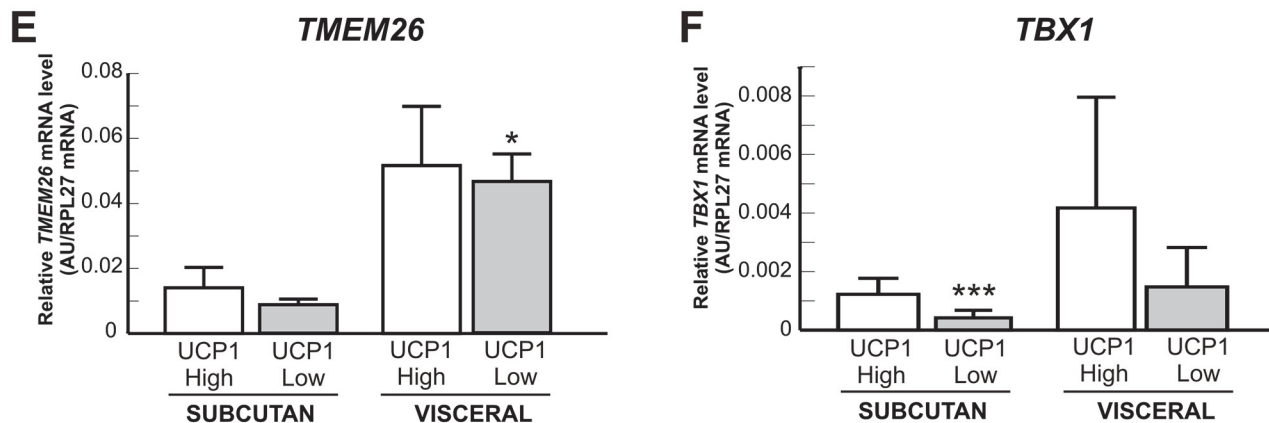 E
TMEM26
Relative TMEM26 mRNA level
(AU/RPL27 mRNA)
0.08
0.06
0.04
0.02
0
*
UCP1
High
UCP1
Low
UCP1
High
UCP1
Low
SUBCUTAN
VISCERAL
F
TBX1
Relative TBX1 mRNA level
(AU/RPL27 mRNA)
0.008
0.006
0.004
0.002
0
***
UCP1
High
UCP1
Low
UCP1
High
UCP1
Low
SUBCUTAN
VISCERAL